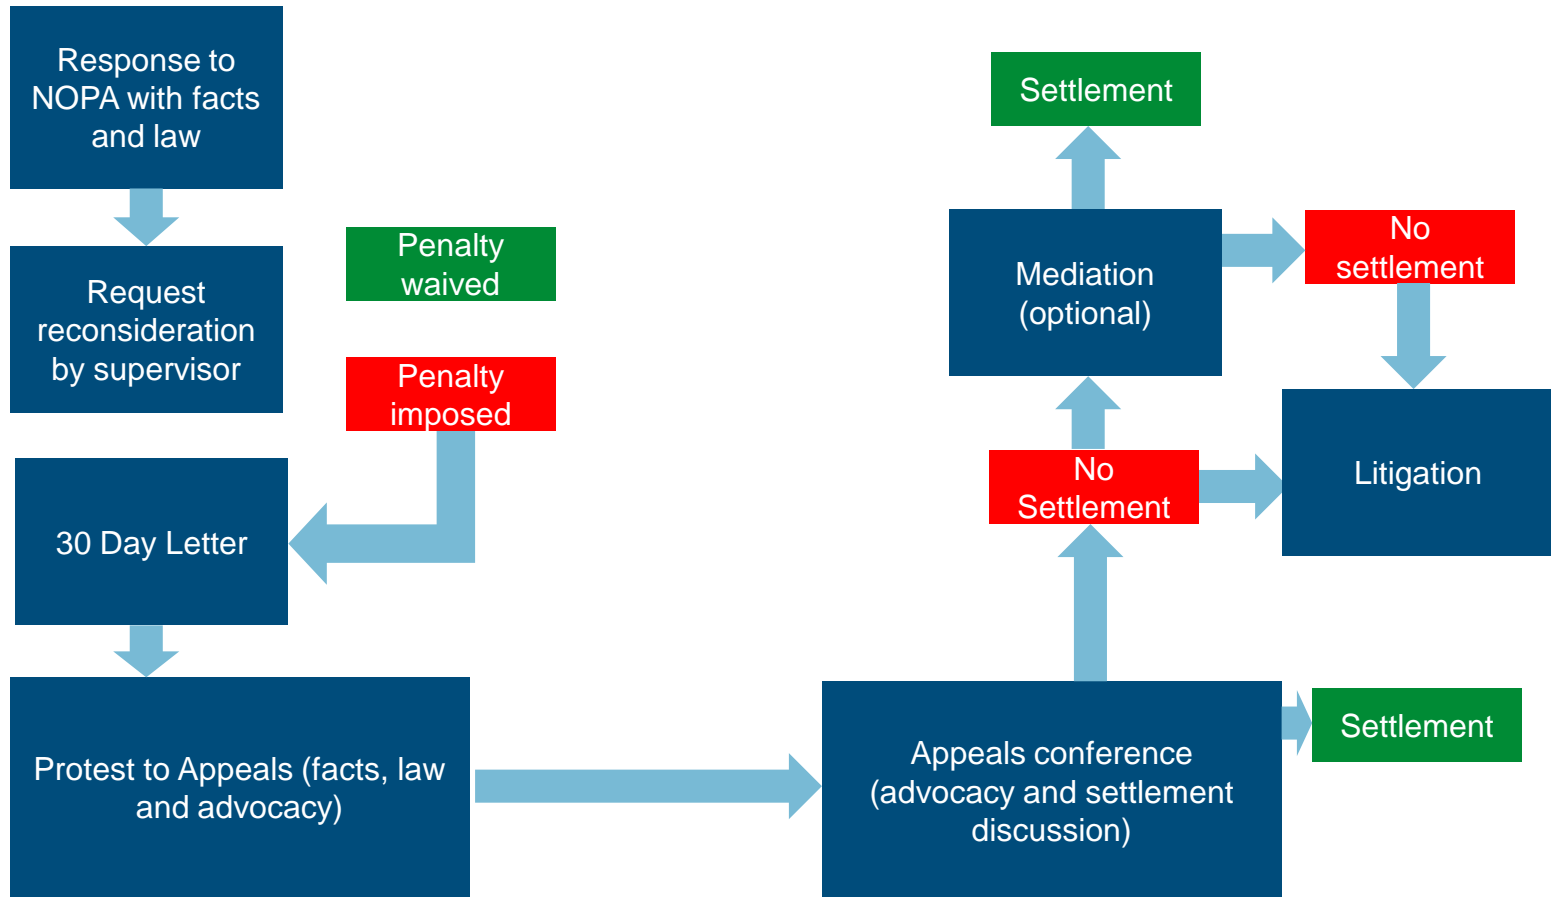 Response to
NOPA with facts
and law
Request
reconsideration
by supervisor
Penalty
waived
Penalty
imposed
30 Day Letter
Protest to Appeals (facts, law
and advocacy)
Appeals conference
(advocacy and settlement
discussion)
Settlement
No
Settlement
Mediation
(optional)
Settlement
No
settlement
Litigation